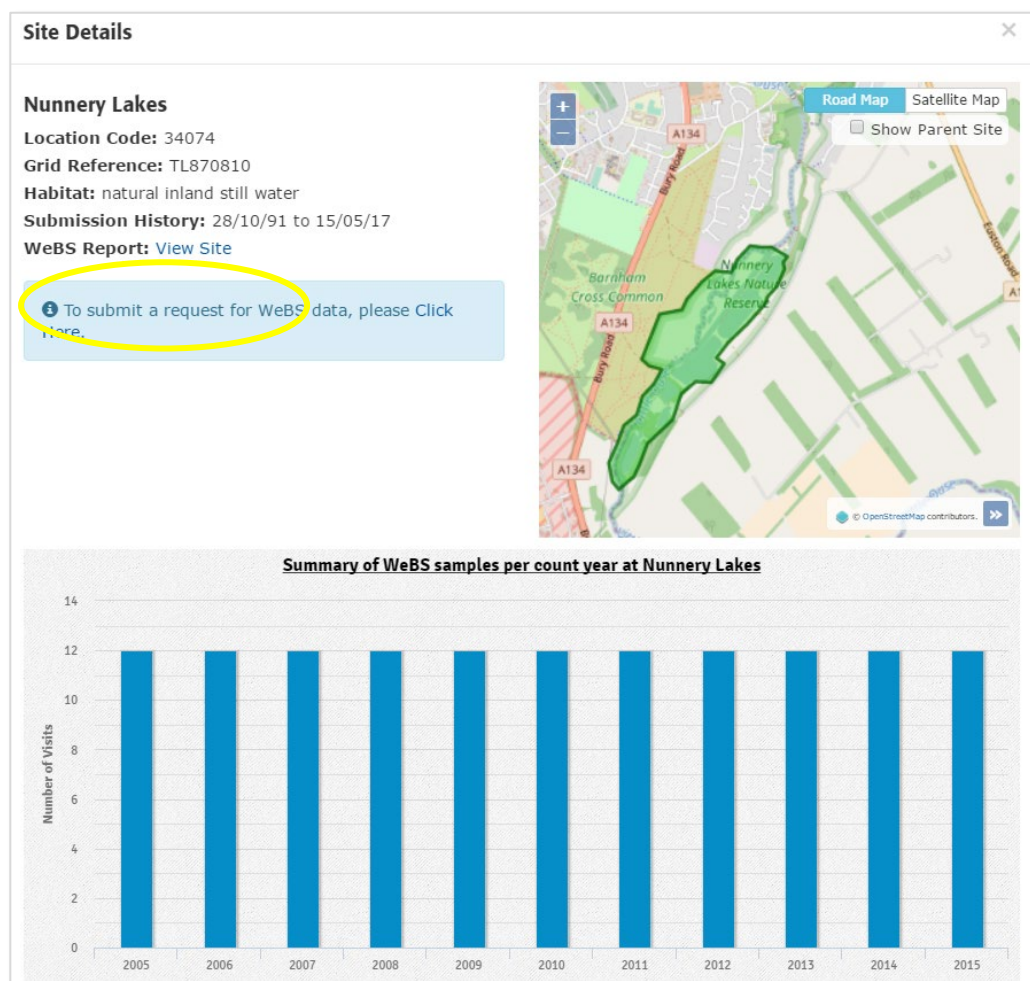 Site Details
×
Nunnery Lakes
Location Code: 34074
Grid Reference: TL870810
Habitat: natural inland still water
Submission History: 28/10/91 to 15/05/17
WeBS Report: View Site
To submit a request for WeBS data, please Click
Here.
+
−
Road Map
Satellite Map
Show Parent Site
A134
Bury Road
Nunnery
Lakes Nature
Reserve
Barnham
Cross Common
A134
Bury Road
Euston Road
A1
A134
Ouse
© OpenStreetMap contributors.
»
Summary of WeBS samples per count year at Nunnery Lakes
Number of Visits
14
12
10
8
6
4
2
0
2005 2006 2007 2008 2009 2010 2011 2012 2013 2014 2015